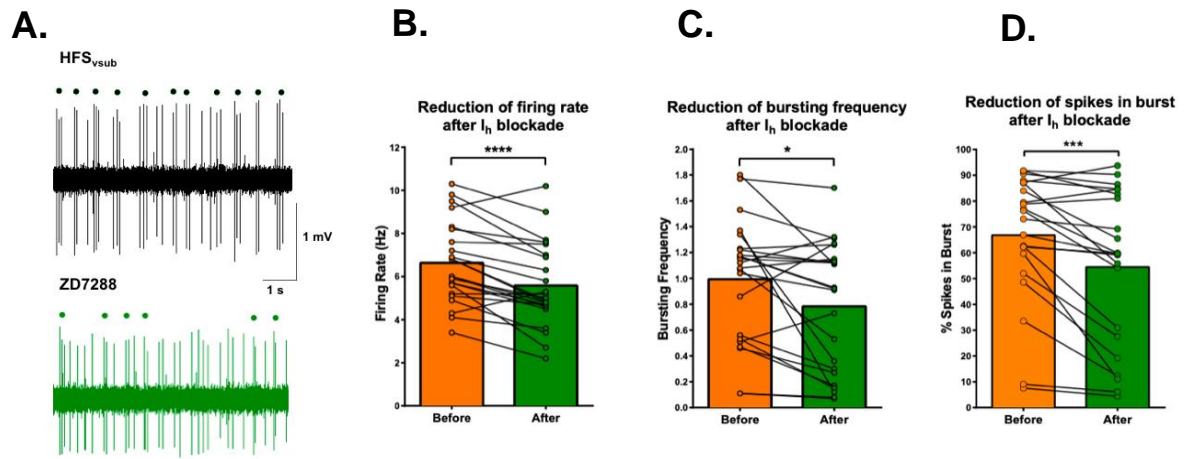 A.
HFSvsub
1 mV
1 s
ZD7288
B.
Reduction of firing rate
after Ih blockade
****
12
10
8
6
4
2
0
Firing Rate (Hz)
Before After
C.
Reduction of bursting frequency
after Ih blockade
*
2.0
1.8
1.6
1.4
1.2
1.0
0.8
0.6
0.4
0.2
0.0
Bursting Frequency
Before After
D.
Reduction of spikes in burst
after Ih blockade
***
100
90
80
70
60
50
40
30
20
10
0
% Spikes in Burst
Before After